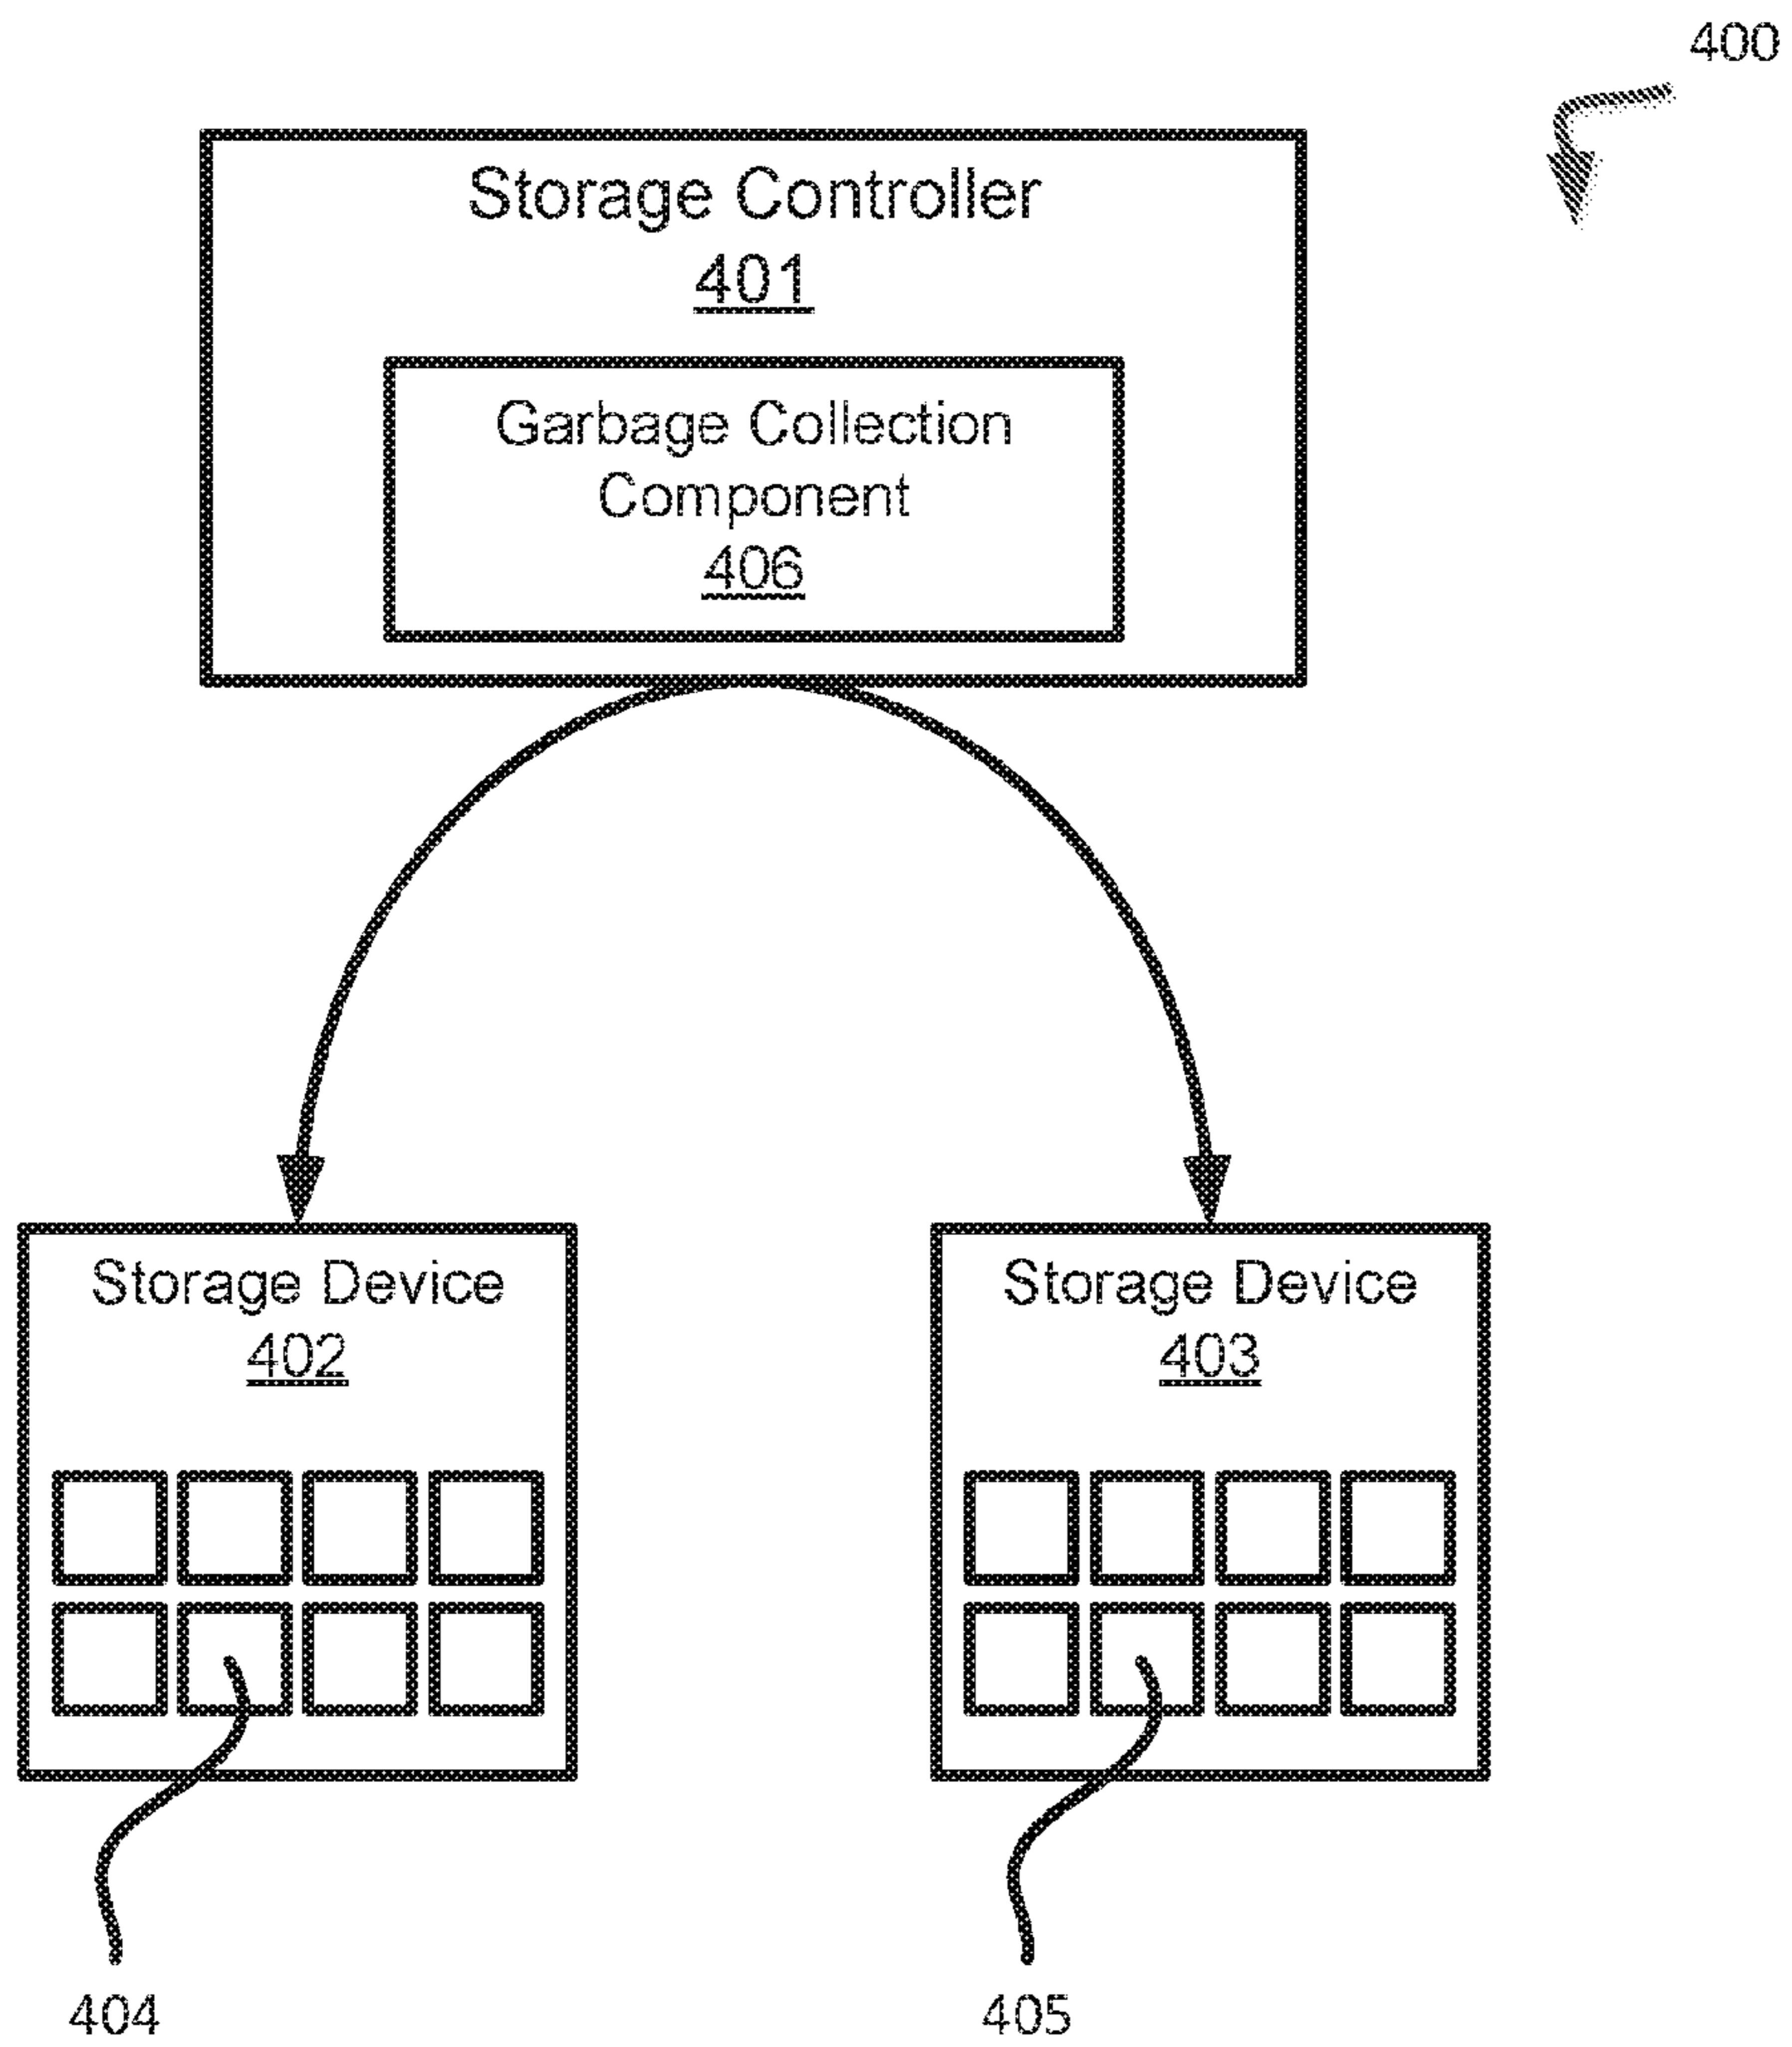 400
Storage Controller
401
Garbage Collection
Component
406
Storage Device
402
Storage Device
403
404
405